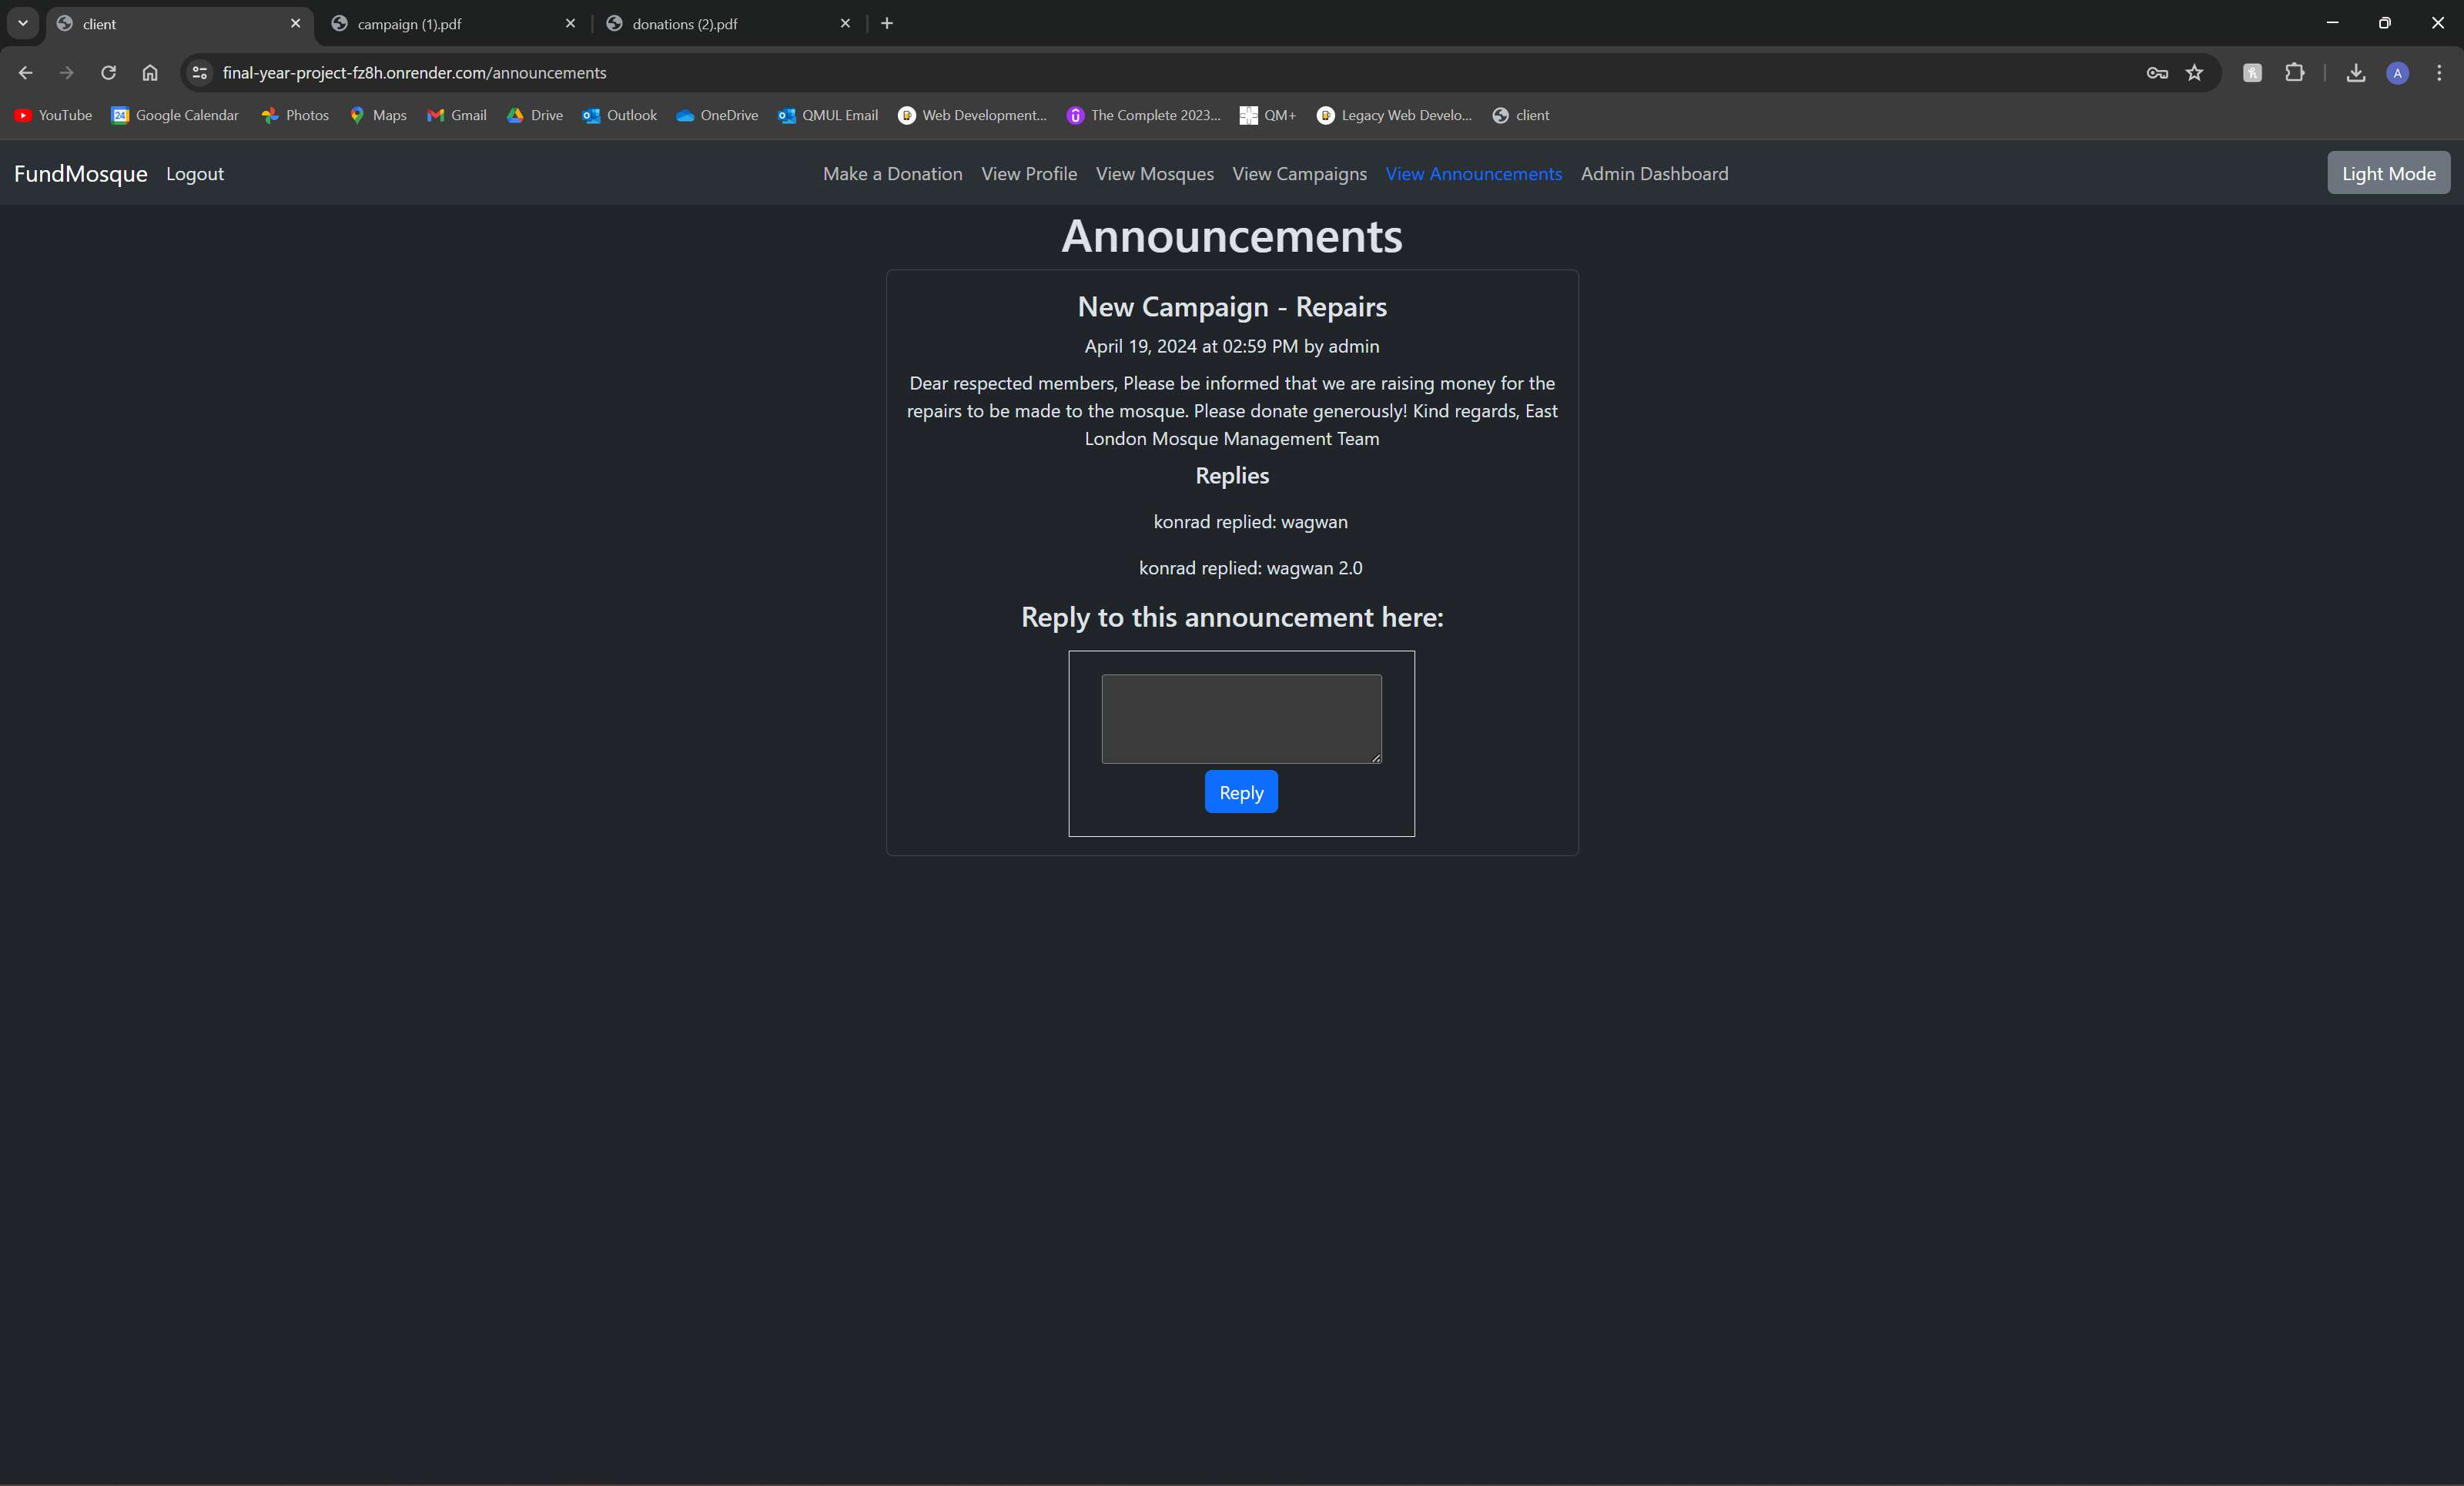 client
campaign (1).pdf
donations (2).pdf
final-year-project-fz8h.onrender.com/announcements
A
YouTube
24 Google Calendar
Photos
Maps
Gmail
Drive
Outlook
OneDrive
QMUL Email
Web Development...
The Complete 2023...
QM+
Legacy Web Develo...
client
FundMosque Logout
Make a Donation View Profile View Mosques View Campaigns View Announcements Admin Dashboard
Light Mode
Announcements
New Campaign - Repairs
April 19, 2024 at 02:59 PM by admin
Dear respected members, Please be informed that we are raising money for the
repairs to be made to the mosque. Please donate generously! Kind regards, East
London Mosque Management Team
Replies
konrad replied: wagwan
konrad replied: wagwan 2.0
Reply to this announcement here:
Reply